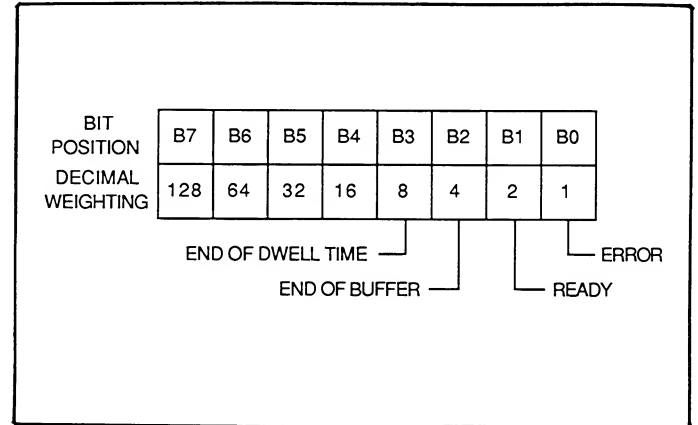 BIT
POSITION
B7 B6 B5 B4 B3 B2 B1 B0
DECIMAL
WEIGHTING
128 64 32 16 8 4 2 1
END OF DWELL TIME
ERROR
END OF BUFFER
READY